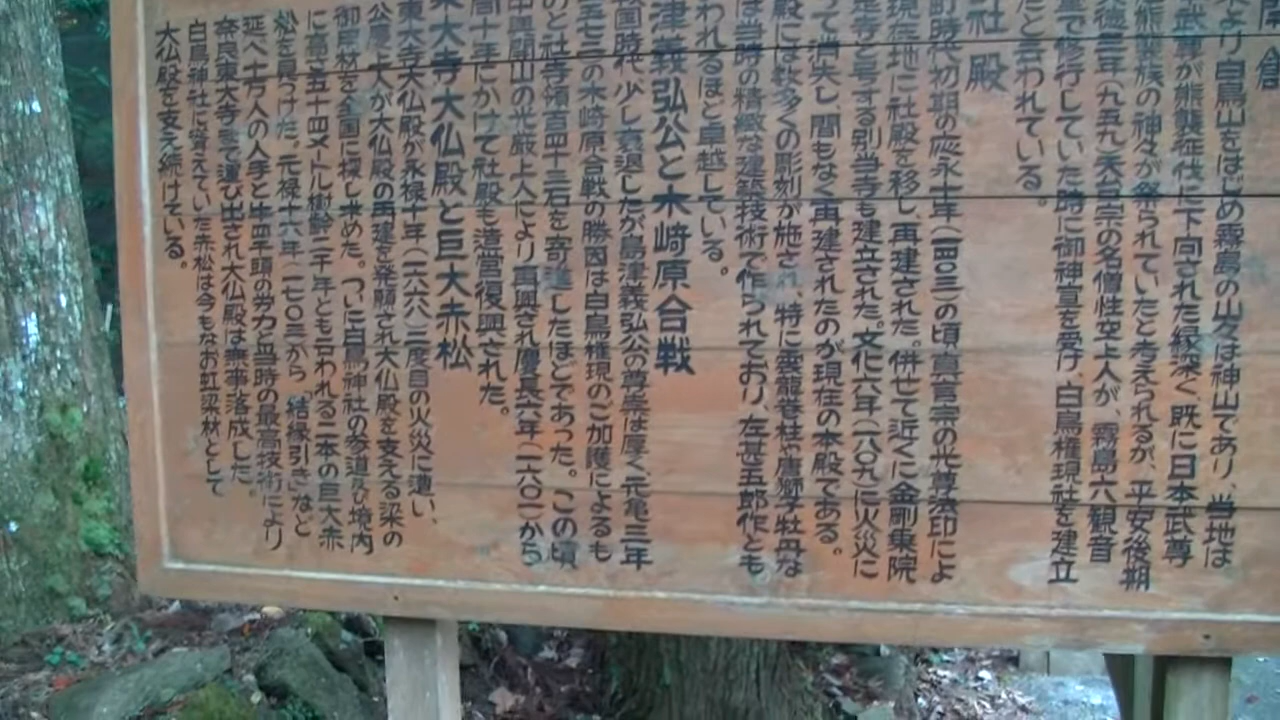 来より白鳥山をはじめ霧島の山々は神山であり、当地は
武尊が熊襲征伐に下向された縁深く、既に日本武尊
熊襲族の神々が祭られていたと考えられるが、平安後期
徳三年(九五九)天台宗の名僧性空上人が、霧島六観音
で修行していた時に御神宣を受け、白鳥権現社を建立
たと言われている。
社殿
町時代初期の応永十年(一四〇三)の頃真言宗の光尊法印によ
現在地に社殿を移し、再建された。併せて近くに金剛乗院
寺と号する別当寺も建立された。文化六年(一八〇九)に火災に
って消失し間もなく再建されたのが現在の本殿である。
殿には数多くの彫刻が施され、特に雲龍巻柱や唐獅子牡丹な
は当時の精緻な建築技術で作られており、左甚五郎作とも
われるほど卓越している。
津義弘公と木崎原合戦
国時代、少し衰退したが島津義弘公の尊崇は厚く、元亀三年
五七二)の木崎原合戦の勝因は白鳥権現のご加護によるも
のと社寺領百四十三石を寄進したほどであった。この頃
中興開山の光厳上人により再興され慶長六年(一六〇一)から
間十年にかけて社殿も造営復興された。
東大寺大仏殿と巨大赤松
東大寺大仏殿が永禄十年(一五六八)二度目の火災に遭い、
公慶上人が大仏殿の再建を発願され大仏殿を支える梁の
御用材を全国に探し求めた。ついに白鳥神社の参道及び境内
に高さ五十四メートル樹齢二千年とも言われる二本の巨大赤
松を見つけた。元禄十六年(一七〇三)から「結縁引き」など
延べ十万人の人手と牛四千頭の労力と当時の最高技術により
奈良東大寺まで運び出され大仏殿は無事落成した。
白鳥神社に聳えていた赤松は今もなお虹梁材として
大仏殿を支え続けている。